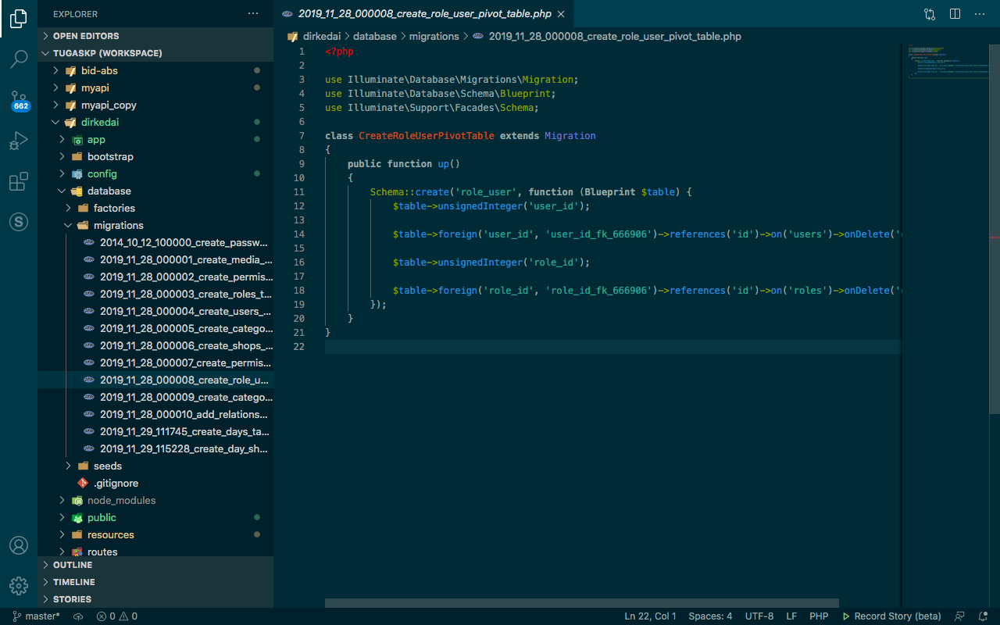 EXPLORER
OPEN EDITORS
TUGASKP (WORKSPACE)
bid-abs
myapi
myapi_copy
dirkedai
app
bootstrap
config
database
factories
migrations
2014_10_12_100000_create_passw...
2019_11_28_000001_create_media_...
2019_11_28_000002_create_permis...
2019_11_28_000003_create_roles_t...
2019_11_28_000004_create_users_...
2019_11_28_000005_create_catego...
2019_11_28_000006_create_shops_...
2019_11_28_000007_create_permis...
2019_11_28_000008_create_role_u...
2019_11_28_000009_create_catego...
2019_11_28_000010_add_relations...
2019_11_29_111745_create_days_ta...
2019_11_29_115228_create_day_sh...
seeds
.gitignore
node_modules
public
resources
routes
OUTLINE
TIMELINE
STORIES
662
2019_11_28_000008_create_role_user_pivot_table.php
dirkedai > database > migrations > 2019_11_28_000008_create_role_user_pivot_table.php
1 <?php
2
3 use Illuminate\Database\Migrations\Migration;
4 use Illuminate\Database\Schema\Blueprint;
5 use Illuminate\Support\Facades\Schema;
6
7 class CreateRoleUserPivotTable extends Migration
8 {
9 public function up()
10 {
11 Schema::create('role_user', function (Blueprint $table) {
12 $table->unsignedInteger('user_id');
13
14 $table->foreign('user_id', 'user_id_fk_666906')->references('id')->on('users')->onDelete('
15
16 $table->unsignedInteger('role_id');
17
18 $table->foreign('role_id', 'role_id_fk_666906')->references('id')->on('roles')->onDelete('
19 });
20 }
21 }
22
master* 0 0 Ln 22, Col 1 Spaces: 4 UTF-8 LF PHP Record Story (beta)